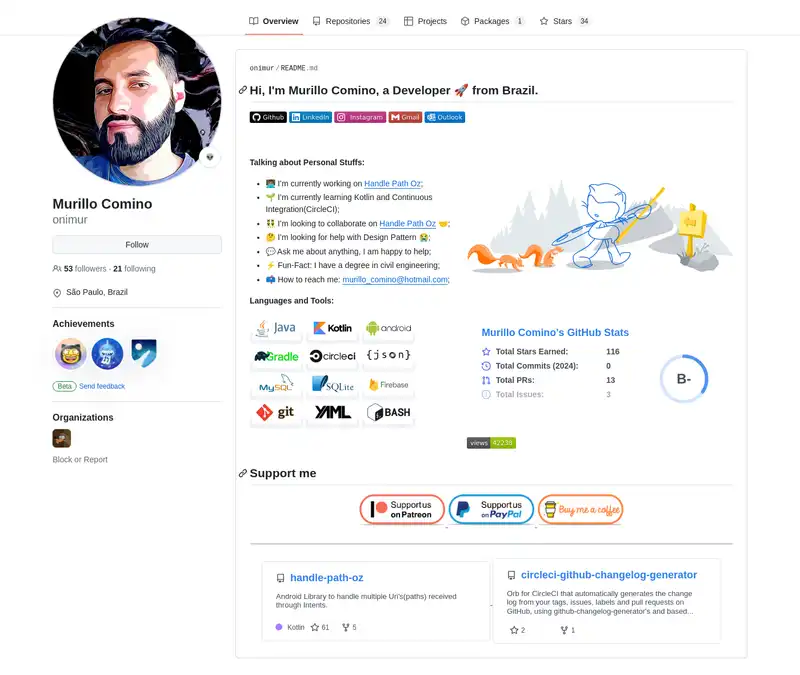 Overview
Repositories 24
Projects
Packages 1
Stars 34
Murillo Comino
onimur
Follow
53 followers · 21 following
São Paulo, Brazil
Achievements
Beta Send feedback
Organizations
Block or Report
onimur / README.md
Hi, I'm Murillo Comino, a Developer 🚀 from Brazil.
Github
LinkedIn
Instagram
Gmail
Outlook
Talking about Personal Stuffs:
👨🏽‍💻 I'm currently working on Handle Path Oz;
🌱 I'm currently learning Kotlin and Continuous
Integration(CircleCI);
👯 I'm looking to collaborate on Handle Path Oz 🤝;
🤔 I'm looking for help with Design Pattern 😭;
💬 Ask me about anything, I am happy to help;
⚡ Fun-Fact: I have a degree in civil engineering;
📫 How to reach me: murillo_comino@hotmail.com;
Languages and Tools:
Java
Kotlin
android
Gradle
circleci
{json}
MySQL
SQLite
Firebase
git
YAML
BASH
Murillo Comino's GitHub Stats
Total Stars Earned: 116
Total Commits (2024): 0
Total PRs: 13
Total Issues: 3
B-
views 42239
Support me
Support us
on Patreon
Support us
on PayPal
Buy me a coffee
handle-path-oz
Android Library to handle multiple Uri's(paths) received
through Intents.
Kotlin 61 5
circleci-github-changelog-generator
Orb for CircleCI that automatically generates the change
log from your tags, issues, labels and pull requests on
GitHub, using github-changelog-generator's and based...
2 1